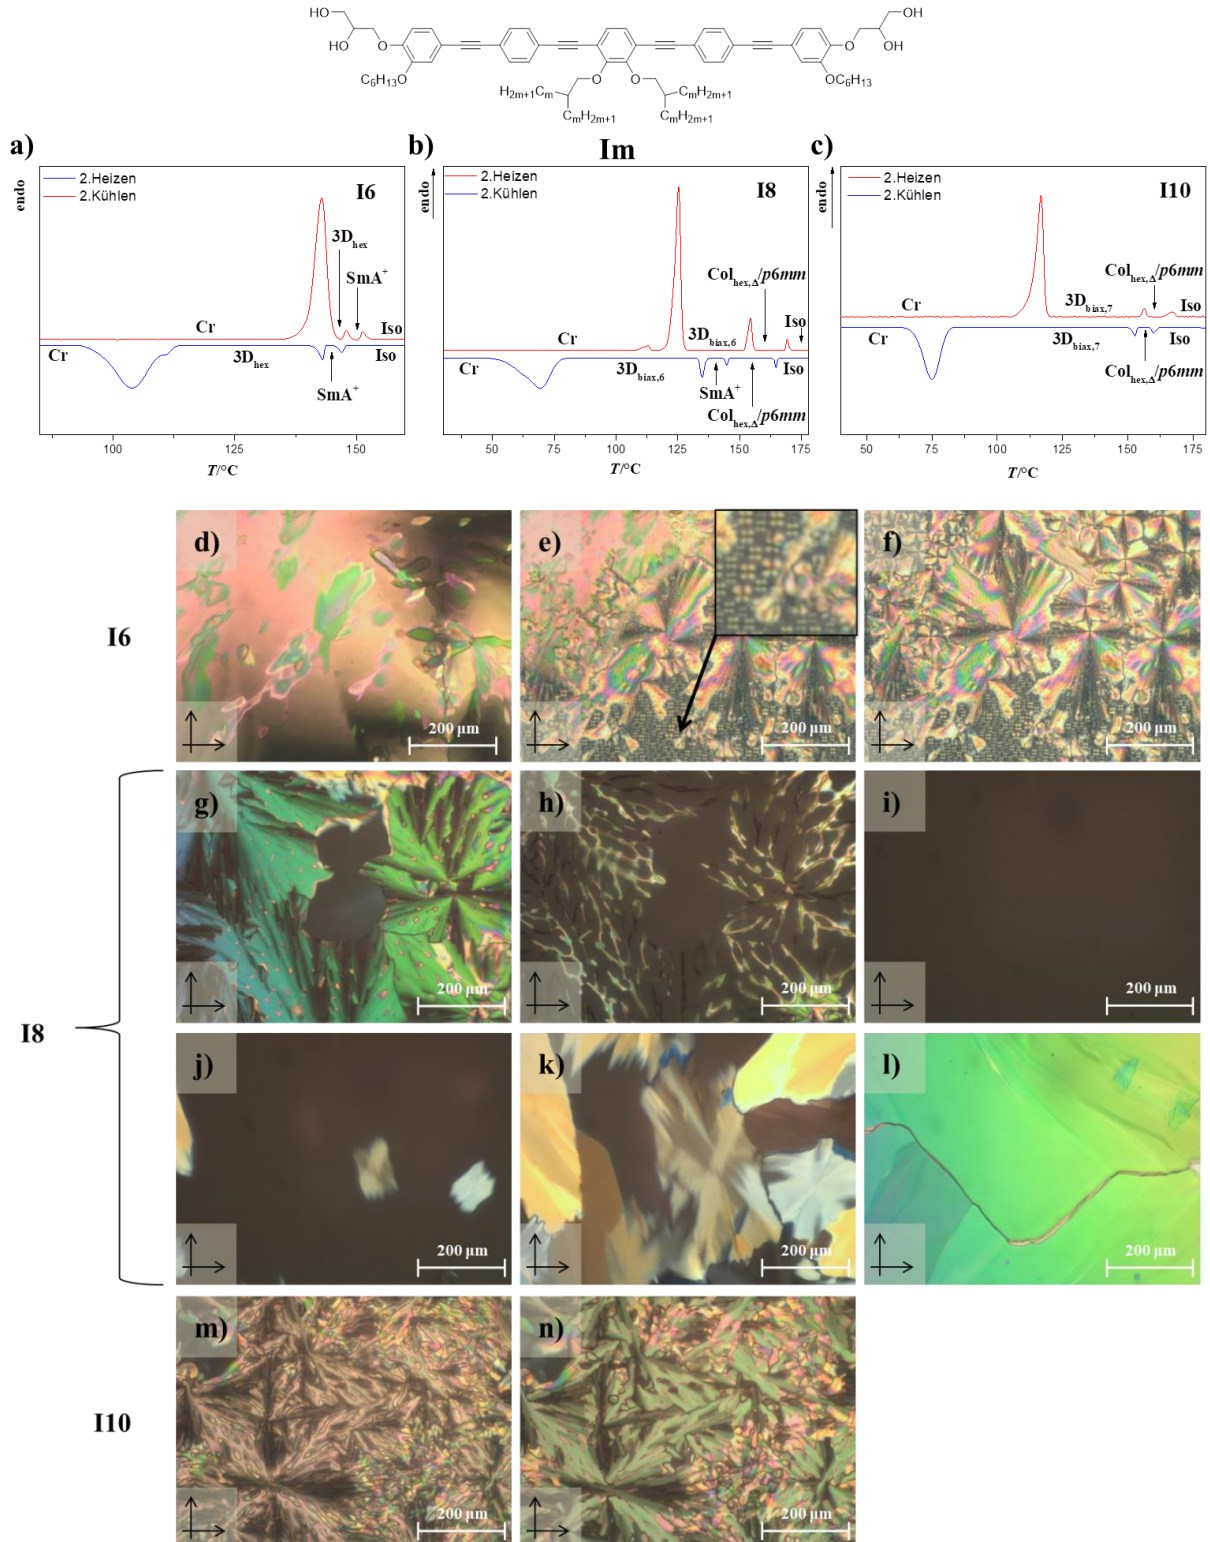 HO
OH
HO
OH
O
O
C6H13O
O
O
OC6H13
H2m+1Cm
CmH2m+1
CmH2m+1
CmH2m+1
a)
b)
Im
c)
endo
2.Heizen
2.Kühlen
I6
3Dhex
SmA+
Cr
Iso
Cr
3Dhex
Iso
SmA+
100
125
150
T/°C
endo
2.Heizen
2.Kühlen
I8
Colhex,Δ/p6mm
Cr
3Dbiax,6
Iso
Cr
3Dbiax,6
Iso
SmA+
Colhex,Δ/p6mm
50
75
100
125
150
175
T/°C
endo
2.Heizen
2.Kühlen
I10
Colhex,Δ/p6mm
Cr
3Dbiax,7
Iso
Cr
3Dbiax,7
Iso
Colhex,Δ/p6mm
50
75
100
125
150
175
T/°C
I6
d)
200 µm
e)
200 µm
f)
200 µm
I8
g)
200 µm
h)
200 µm
i)
200 µm
j)
200 µm
k)
200 µm
l)
200 µm
I10
m)
200 µm
n)
200 µm